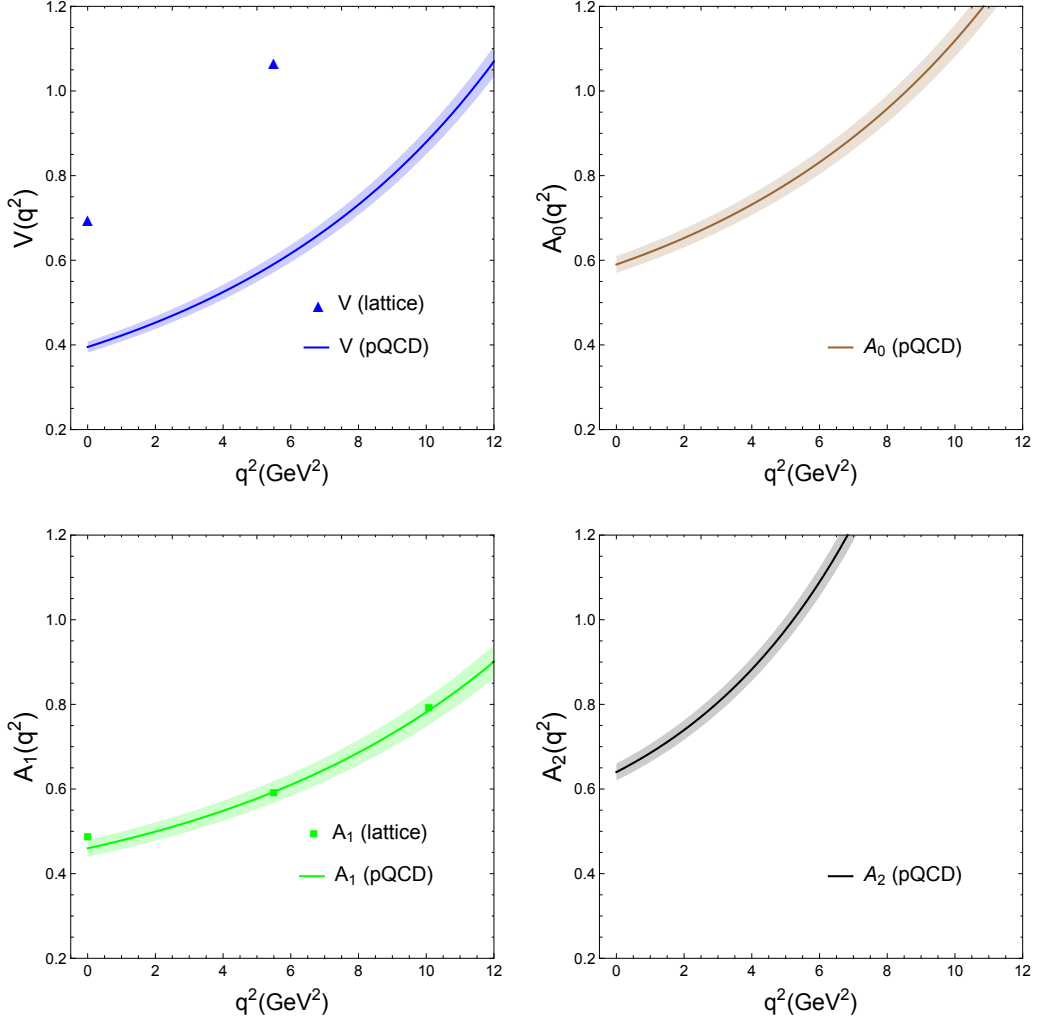 1.2
1.0
0.8
0.6
0.4
0.2
V(q²)
V (lattice)
V (pQCD)
0 2 4 6 8 10 12
q²(GeV²)
1.2
1.0
0.8
0.6
0.4
0.2
A₀(q²)
A₀ (pQCD)
0 2 4 6 8 10 12
q²(GeV²)
1.2
1.0
0.8
0.6
0.4
0.2
A₁(q²)
A₁ (lattice)
A₁ (pQCD)
0 2 4 6 8 10 12
q²(GeV²)
1.2
1.0
0.8
0.6
0.4
0.2
A₂(q²)
A₂ (pQCD)
0 2 4 6 8 10 12
q²(GeV²)